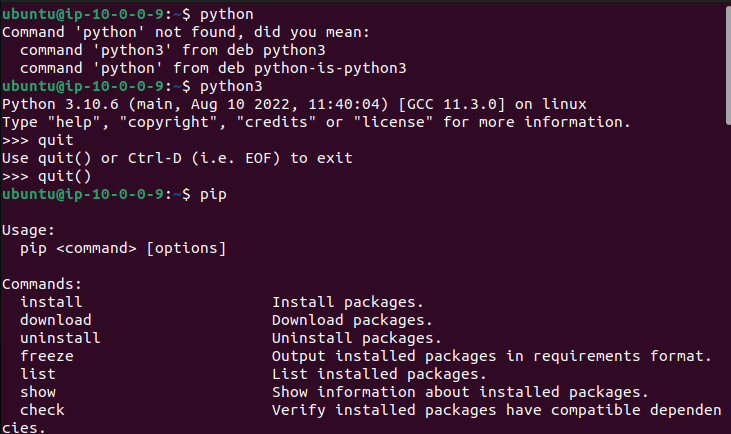 ubuntu@ip-10-0-0-9:~$ python
Command 'python' not found, did you mean:
  command 'python3' from deb python3
  command 'python' from deb python-is-python3
ubuntu@ip-10-0-0-9:~$ python3
Python 3.10.6 (main, Aug 10 2022, 11:40:04) [GCC 11.3.0] on linux
Type "help", "copyright", "credits" or "license" for more information.
>>> quit
Use quit() or Ctrl-D (i.e. EOF) to exit
>>> quit()
ubuntu@ip-10-0-0-9:~$ pip

Usage:
  pip <command> [options]

Commands:
  install                     Install packages.
  download                    Download packages.
  uninstall                   Uninstall packages.
  freeze                      Output installed packages in requirements format.
  list                        List installed packages.
  show                        Show information about installed packages.
  check                       Verify installed packages have compatible dependen
cies.